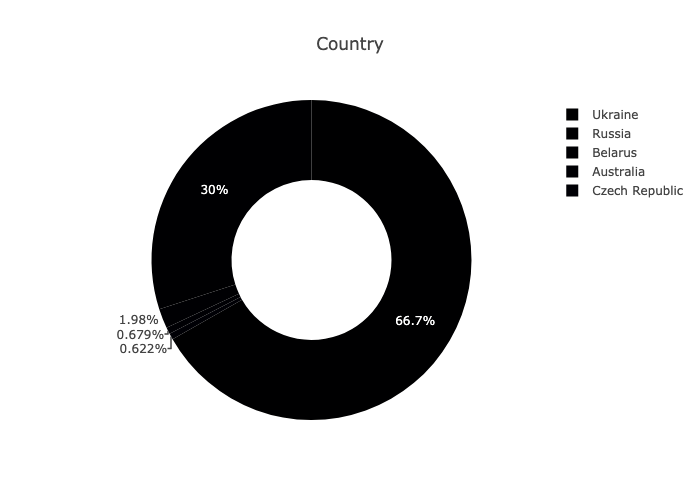 Country
Ukraine
Russia
Belarus
Australia
Czech Republic
30%
66.7%
1.98%
0.679%
0.622%